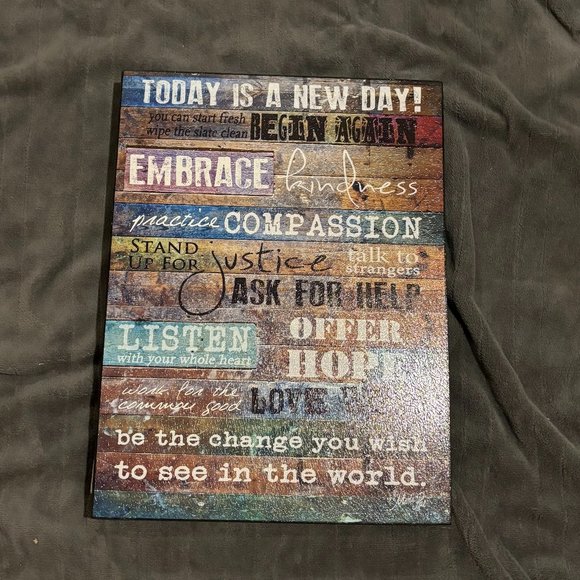 TODAY IS A NEW DAY!
you can start fresh
wipe the slate clean BEGIN AGAIN
EMBRACE kindness
practice COMPASSION
STAND UP FOR justice talk to strangers
ASK FOR HELP
LISTEN with your whole heart
OFFER HOPE
work for the common good LOVE
be the change you wish
to see in the world.